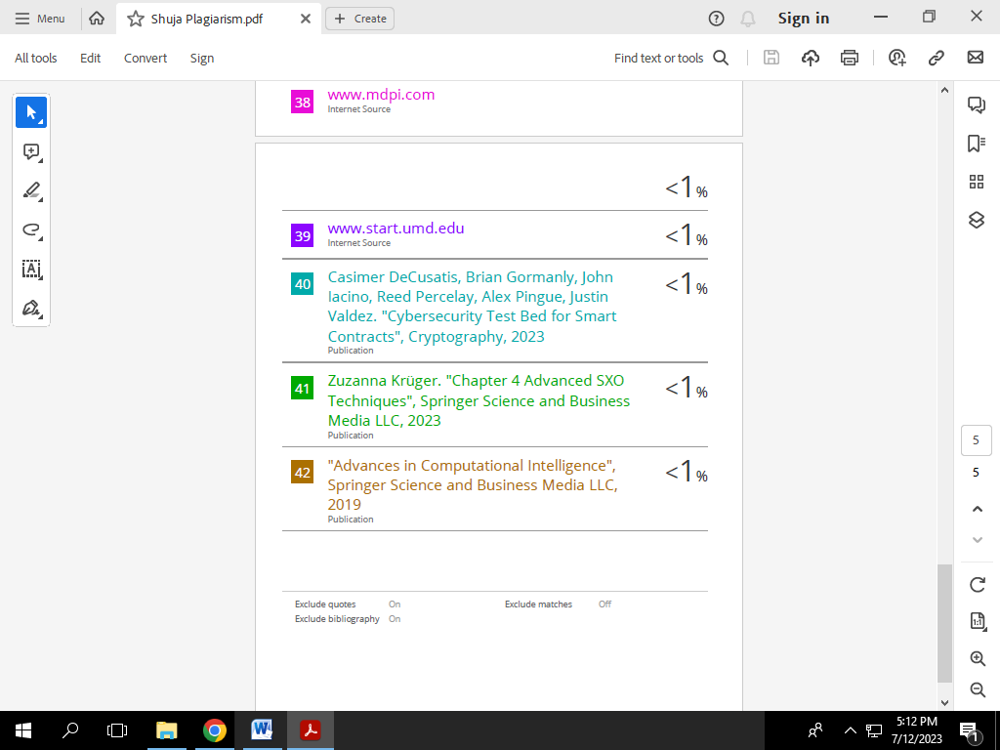 Menu
Shuja Plagiarism.pdf
Create
Sign in
All tools
Edit
Convert
Sign
Find text or tools
38
www.mdpi.com
Internet Source
<1%
39
www.start.umd.edu
Internet Source
<1%
40
Casimer DeCusatis, Brian Gormanly, John
Iacino, Reed Percelay, Alex Pingue, Justin
Valdez. "Cybersecurity Test Bed for Smart
Contracts", Cryptography, 2023
Publication
<1%
41
Zuzanna Krüger. "Chapter 4 Advanced SXO
Techniques", Springer Science and Business
Media LLC, 2023
Publication
<1%
42
"Advances in Computational Intelligence",
Springer Science and Business Media LLC,
2019
Publication
<1%
Exclude quotes On
Exclude matches Off
Exclude bibliography On
5
5
1:1
5:12 PM
7/12/2023
1